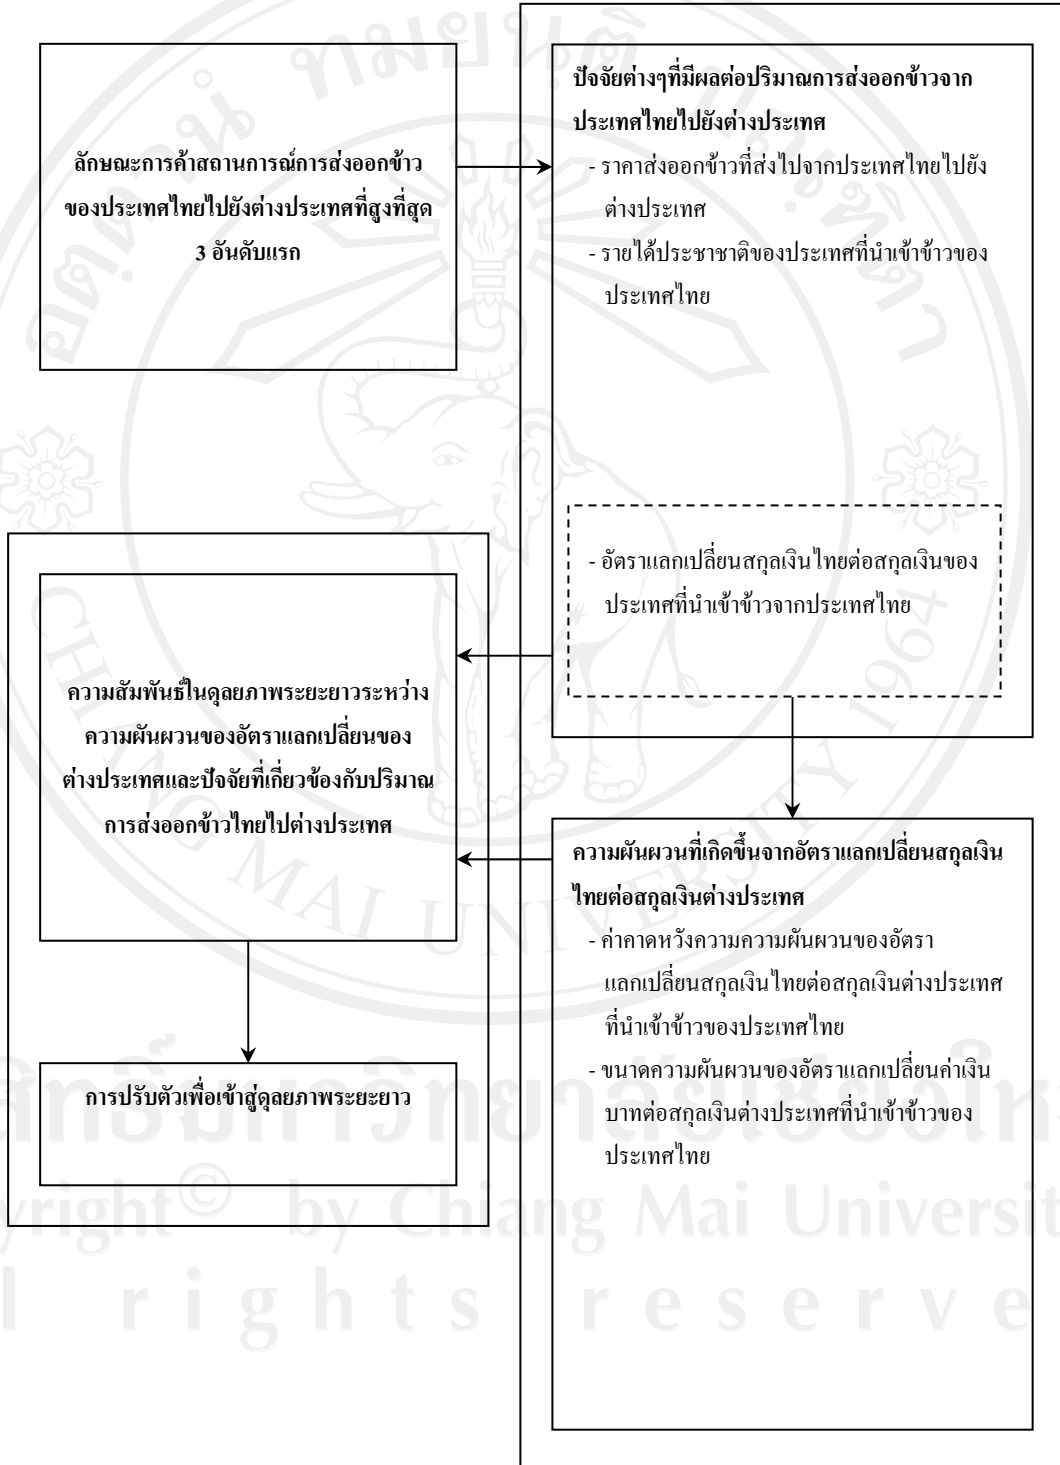 ลักษณะการค้าสถานการณ์การส่งออกข้าว
ของประเทศไทยไปยังต่างประเทศที่สูงที่สุด
3 อันดับแรก
ปัจจัยต่างๆที่มีผลต่อปริมาณการส่งออกข้าวจาก
ประเทศไทยไปยังต่างประเทศ
- ราคาส่งออกข้าวที่ส่งไปจากประเทศไทยไปยัง
ต่างประเทศ
- รายได้ประชาชาติของประเทศที่นำเข้าข้าวของ
ประเทศไทย
- อัตราแลกเปลี่ยนสกุลเงินไทยต่อสกุลเงินของ
ประเทศที่นำเข้าข้าวจากประเทศไทย
ความสัมพันธ์ในดุลยภาพระยะยาวระหว่าง
ความผันผวนของอัตราแลกเปลี่ยนของ
ต่างประเทศและปัจจัยที่เกี่ยวข้องกับปริมาณ
การส่งออกข้าวไทยไปต่างประเทศ
ความผันผวนที่เกิดขึ้นจากอัตราแลกเปลี่ยนสกุลเงิน
ไทยต่อสกุลเงินต่างประเทศ
- ค่าคาดหวังความความผันผวนของอัตรา
แลกเปลี่ยนสกุลเงินไทยต่อสกุลเงินต่างประเทศ
ที่นำเข้าข้าวของประเทศไทย
- ขนาดความผันผวนของอัตราแลกเปลี่ยนค่าเงิน
บาทต่อสกุลเงินต่างประเทศที่นำเข้าข้าวของ
ประเทศไทย
การปรับตัวเพื่อเข้าสู่ดุลยภาพระยะยาว
CHIANG MAI UNIVERSITY 1964
by Chiang Mai
rights